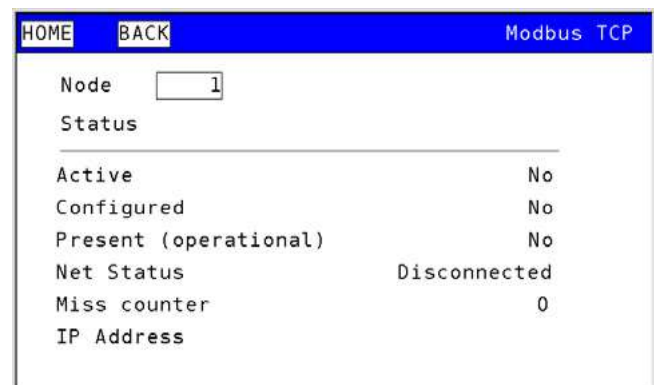 HOME BACK Modbus TCP
Node 1
Status
Active No
Configured No
Present (operational) No
Net Status Disconnected
Miss counter 0
IP Address